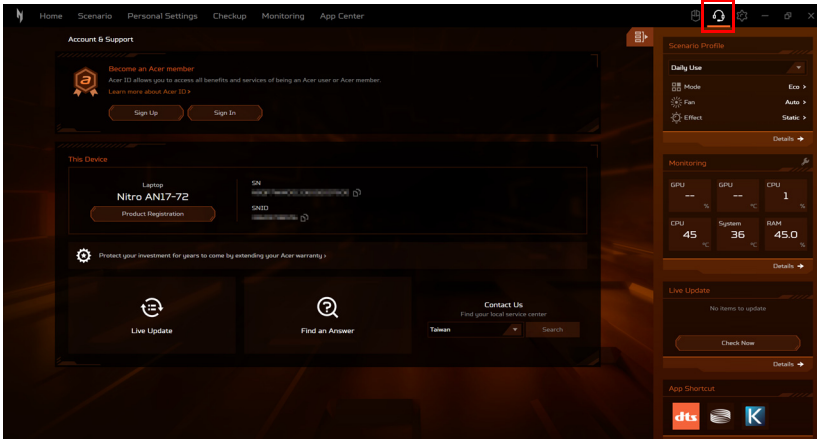 Home Scenario Personal Settings Checkup Monitoring App Center
Account & Support
Become an Acer member
Acer ID allows you to access all benefits and services of being an Acer user or Acer member.
Learn more about Acer ID >
Sign Up Sign In
This Device
Laptop
Nitro AN17-72
Product Registration
SN
SNID
Protect your investment for years to come by extending your Acer warranty >
Live Update
Find an Answer
Contact Us
Find your local service center
Taiwan Search
Scenario Profile
Daily Use
Mode Eco >
Fan Auto >
Effect Static >
Details →
Monitoring
GPU -- %
GPU -- °C
CPU 1 %
CPU 45 °C
System 36 °C
RAM 45.0 %
Details →
Live Update
No items to update
Check Now
Details →
App Shortcut
dts
K